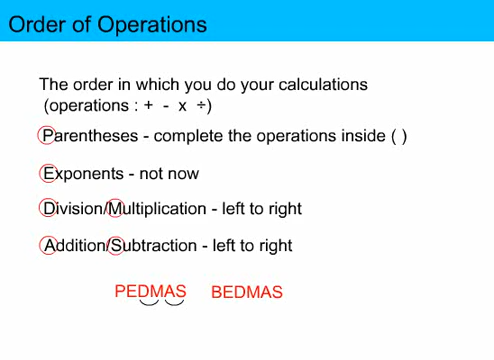 Order of Operations
The order in which you do your calculations
(operations : + - x ÷)
Parentheses - complete the operations inside ( )
Exponents - not now
Division/Multiplication - left to right
Addition/Subtraction - left to right
PEDMAS BEDMAS